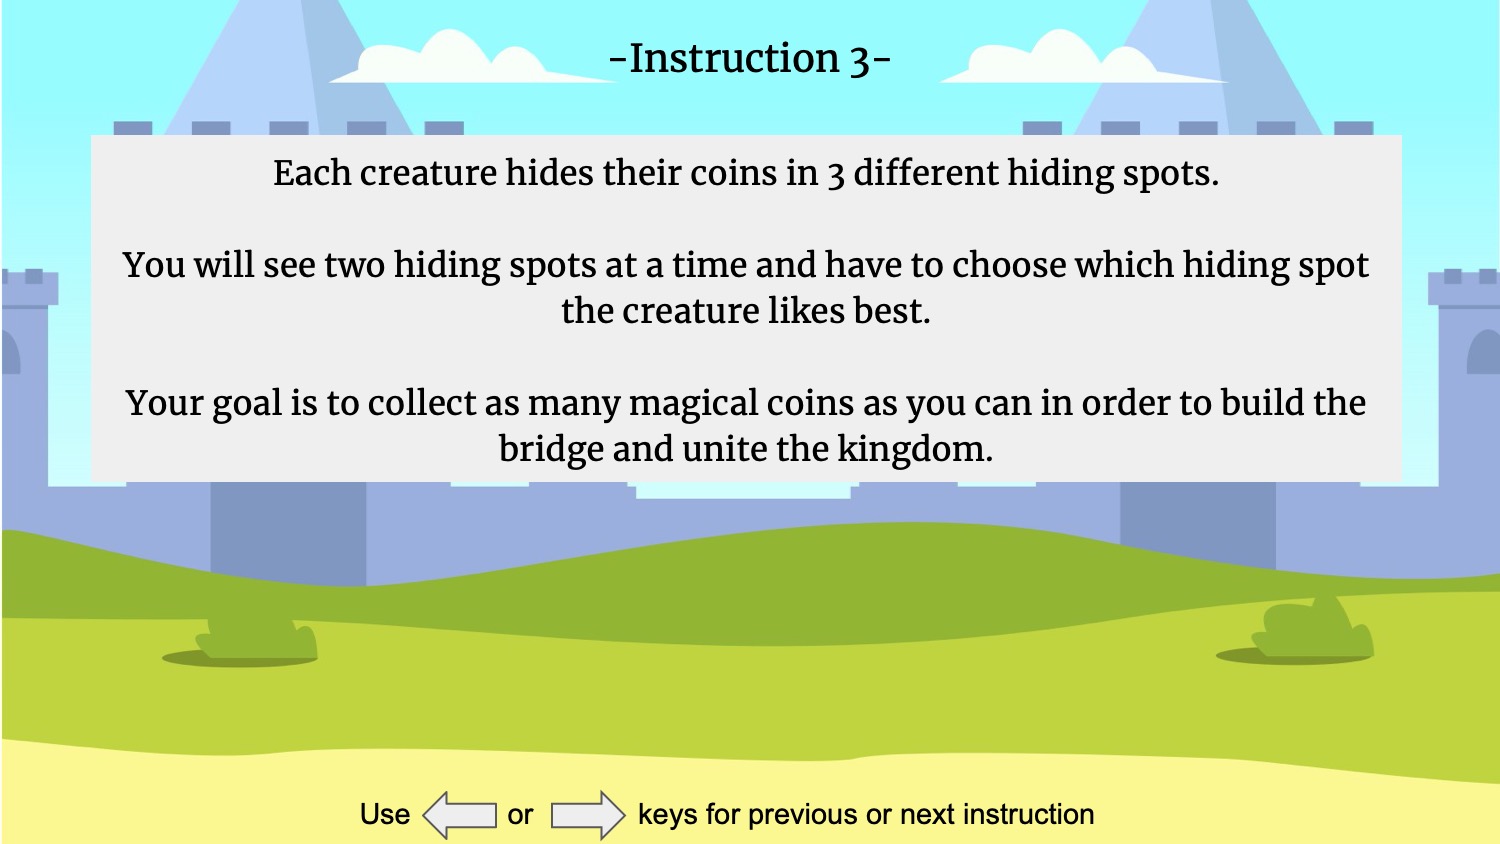 -Instruction 3-
Each creature hides their coins in 3 different hiding spots.
You will see two hiding spots at a time and have to choose which hiding spot
the creature likes best.
Your goal is to collect as many magical coins as you can in order to build the
bridge and unite the kingdom.
Use or keys for previous or next instruction